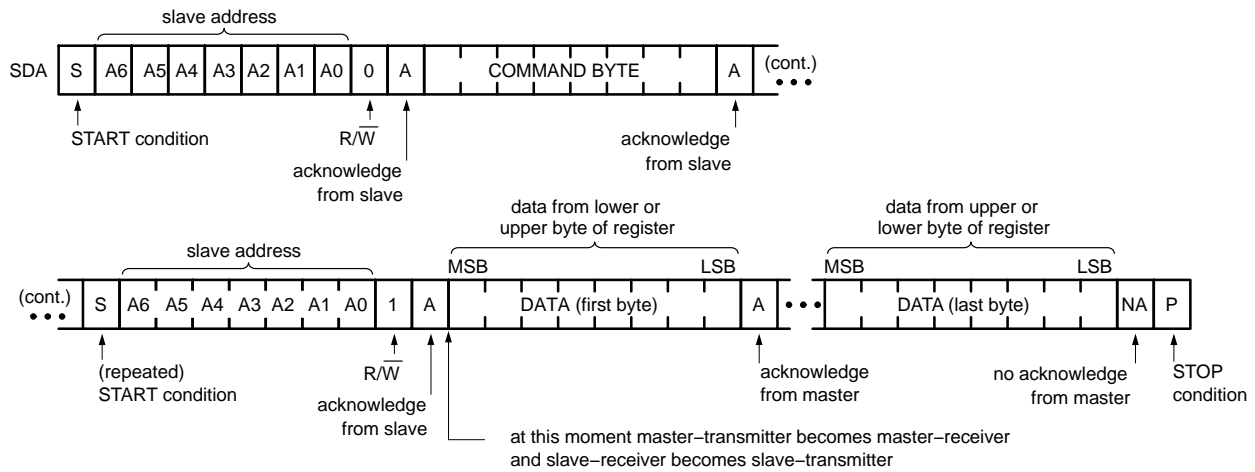 slave address
SDA S A6 A5 A4 A3 A2 A1 A0 0 A COMMAND BYTE A (cont.)
START condition
R/W
acknowledge
from slave
acknowledge
from slave
data from lower or
upper byte of register
data from upper or
lower byte of register
slave address
MSB LSB MSB LSB
(cont.) S A6 A5 A4 A3 A2 A1 A0 1 A DATA (first byte) A DATA (last byte) NA P
(repeated)
START condition
R/W
acknowledge
from slave
acknowledge
from master
no acknowledge
from master
STOP
condition
at this moment master−transmitter becomes master−receiver
and slave−receiver becomes slave−transmitter